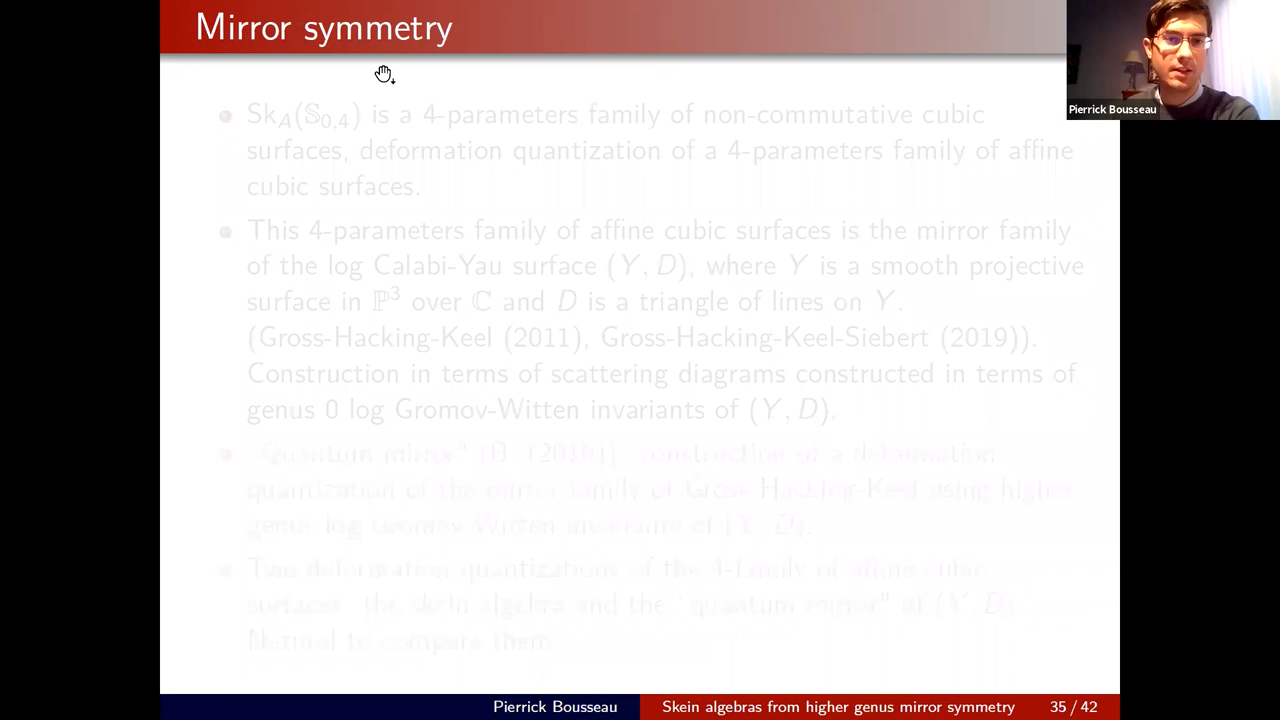 Mirror symmetry
Pierrick Bousseau
Sk_A(𝕊_{0,4}) is a 4-parameters family of non-commutative cubic
surfaces, deformation quantization of a 4-parameters family of affine
cubic surfaces.
This 4-parameters family of affine cubic surfaces is the mirror family
of the log Calabi-Yau surface (Y, D), where Y is a smooth projective
surface in ℙ³ over ℂ and D is a triangle of lines on Y.
(Gross-Hacking-Keel (2011), Gross-Hacking-Keel-Siebert (2019)).
Construction in terms of scattering diagrams constructed in terms of
genus 0 log Gromov-Witten invariants of (Y, D).
"Quantum mirror" construction of a deformation
quantization of the mirror family of Gross-Hacking-Keel using higher
genus log Gromov-Witten invariants of (Y, D).
Two deformation quantizations of the 4-family of affine cubic
surfaces: the skein algebra and the "quantum mirror" of (Y, D).
Natural to compare them.
Pierrick Bousseau Skein algebras from higher genus mirror symmetry 35 / 42